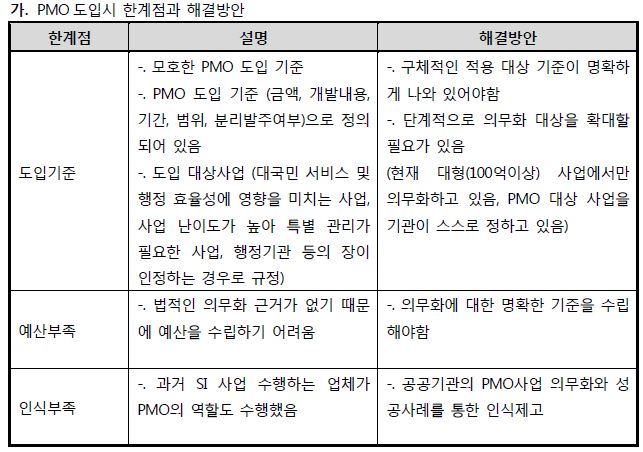 가. PMO 도입시 한계점과 해결방안
한계점 설명 해결방안
도입기준
-. 모호한 PMO 도입 기준
-. PMO 도입 기준 (금액, 개발내용,
기간, 범위, 분리발주여부)으로 정의
되어 있음
-. 도입 대상사업 (대국민 서비스 및
행정 효율성에 영향을 미치는 사업,
사업 난이도가 높아 특별 관리가
필요한 사업, 행정기관 등의 장이
인정하는 경우로 규정)
-. 구체적인 적용 대상 기준이 명확하
게 나와 있어야함
-. 단계적으로 의무화 대상을 확대할
필요가 있음
(현재 대형(100억이상) 사업에서만
의무화하고 있음, PMO 대상 사업을
기관이 스스로 정하고 있음)
예산부족
-. 법적인 의무화 근거가 없기 때문
에 예산을 수립하기 어려움
-. 의무화에 대한 명확한 기준을 수립
해야함
인식부족
-. 과거 SI 사업 수행하는 업체가
PMO의 역할도 수행했음
-. 공공기관의 PMO사업 의무화와 성
공사례를 통한 인식제고